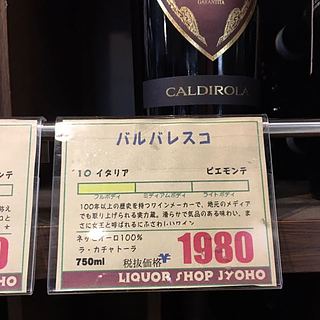 GARANTITA
CALDIROLA
バルバレスコ
'10 イタリア ピエモンテ
フルボディ ミディアムボディ ライトボディ
100年以上の歴史を持つワインメーカーで、地元のメディア
でも取り上げられる実力蔵。滑らかで気品のある味わい、ま
さに女王と呼ばれるにふさわしいワイン
ネッビオーロ100%
ラ・カチャトーラ
750ml 税抜価格 ¥ 1980
LIQUOR SHOP JYOHO
ンテ